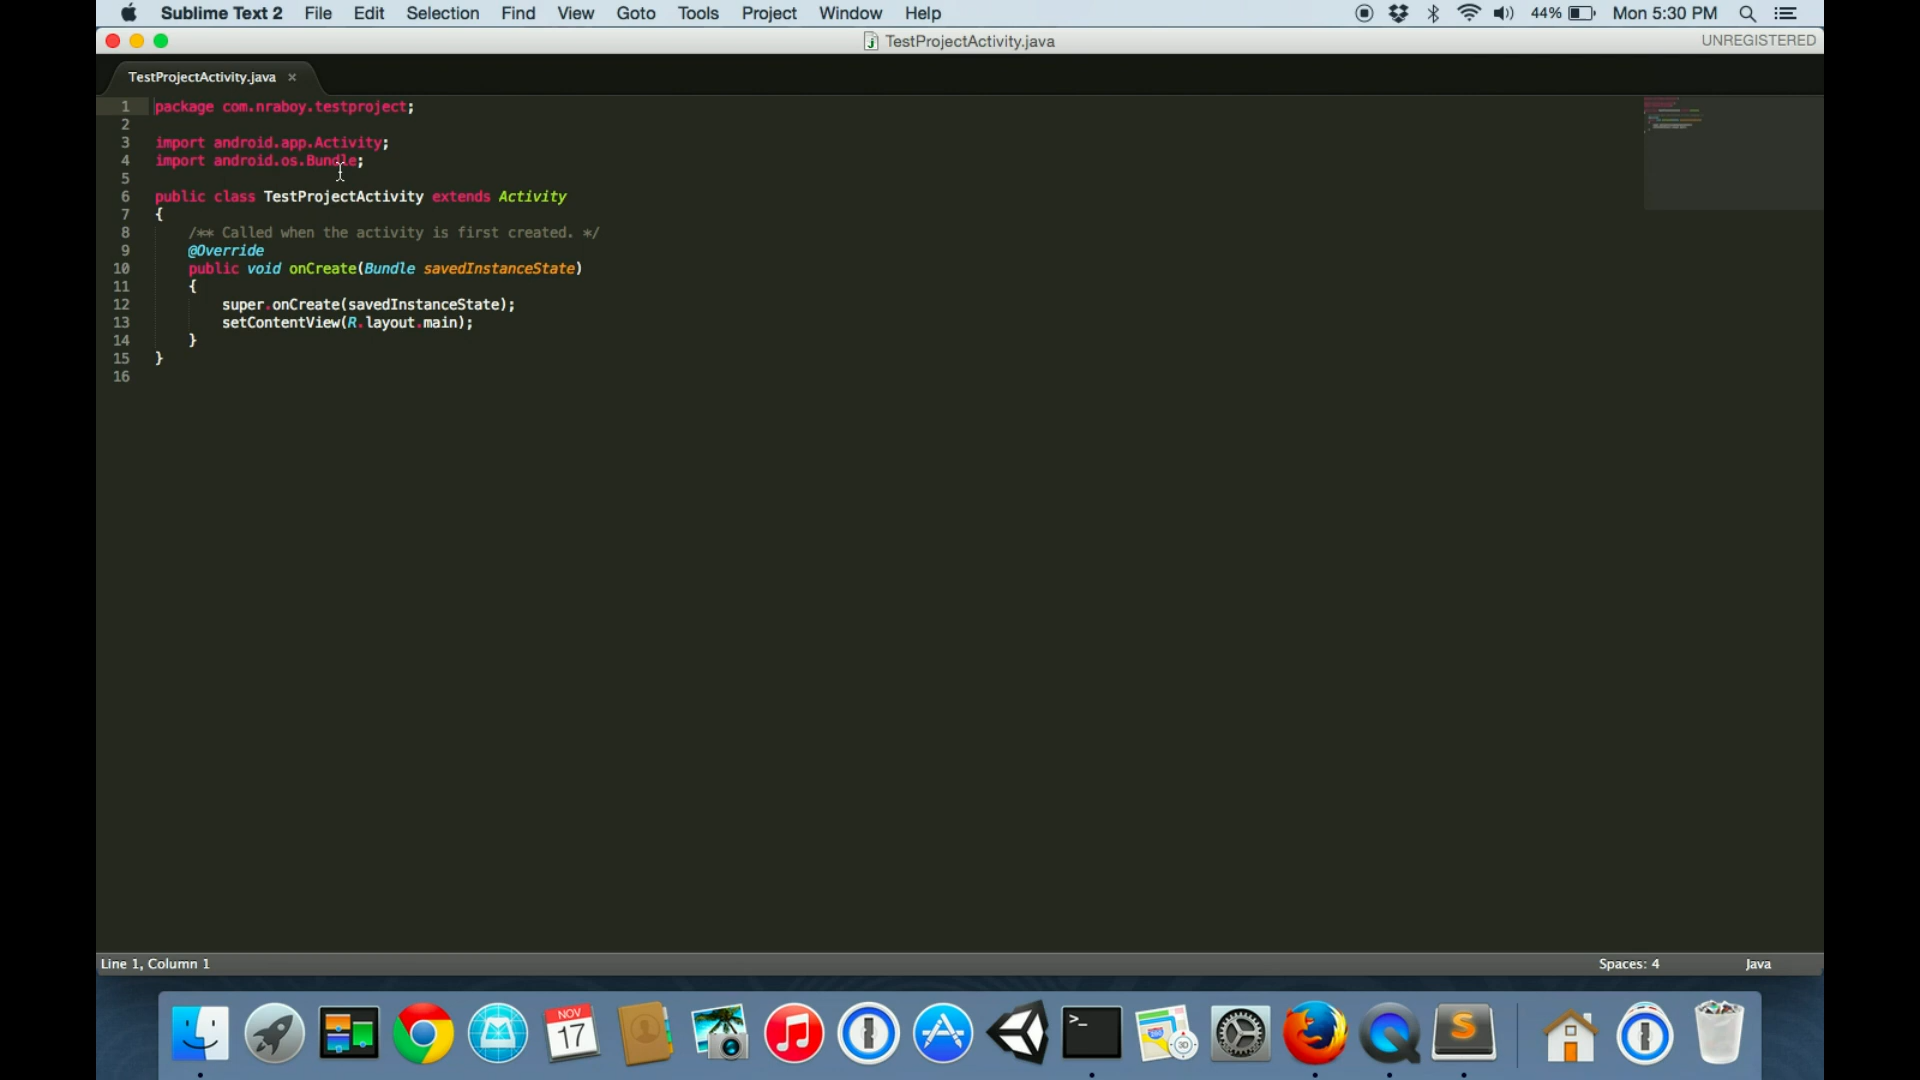 Sublime Text 2 File Edit Selection Find View Goto Tools Project Window Help 44% Mon 5:30 PM
TestProjectActivity.java UNREGISTERED
TestProjectActivity.java ×
1 package com.nraboy.testproject;
2
3 import android.app.Activity;
4 import android.os.Bundle;
5
6 public class TestProjectActivity extends Activity
7 {
8 /** Called when the activity is first created. */
9 @Override
10 public void onCreate(Bundle savedInstanceState)
11 {
12 super.onCreate(savedInstanceState);
13 setContentView(R.layout.main);
14 }
15 }
16
Line 1, Column 1 Spaces: 4 Java
NOV
17
>_
3D
S